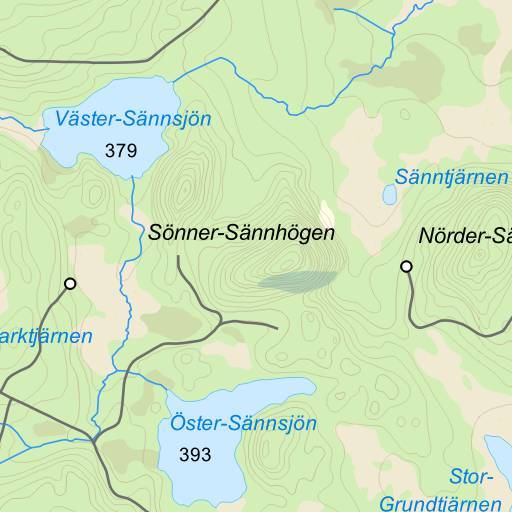 Väster-Sännsjön
379
Sänntjärnen
Sönner-Sännhögen
Nörder-Sä
arktjärnen
Öster-Sännsjön
393
Stor-
Grundtjärnen